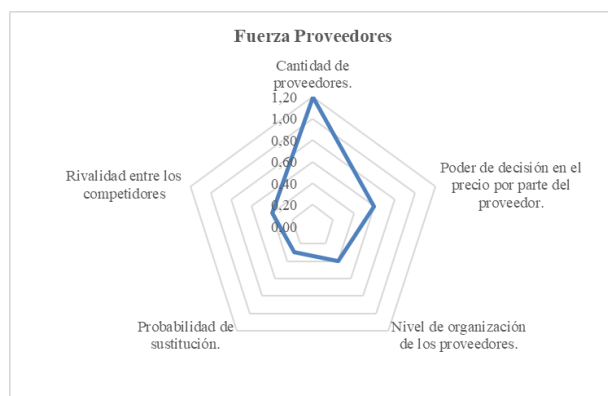 Fuerza Proveedores
Cantidad de
proveedores.
1,20
1,00
0,80
0,60
0,40
0,20
0,00
Poder de decisión en el
precio por parte del
proveedor.
Nivel de organización
de los proveedores.
Probabilidad de
sustitución.
Rivalidad entre los
competidores